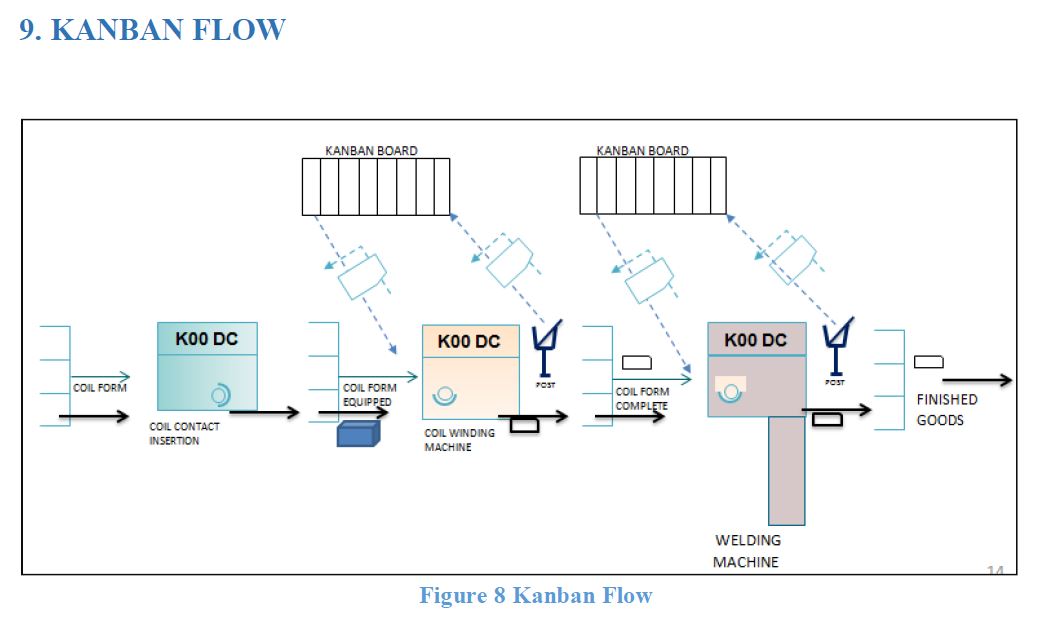 9. KANBAN FLOW
KANBAN BOARD
KANBAN BOARD
K00 DC
K00 DC
K00 DC
COIL FORM
COIL FORM
EQUIPPED
POST
COIL FORM
COMPLETE
POST
FINISHED
GOODS
COIL CONTACT
INSERTION
COIL WINDING
MACHINE
WELDING
MACHINE
14
Figure 8 Kanban Flow